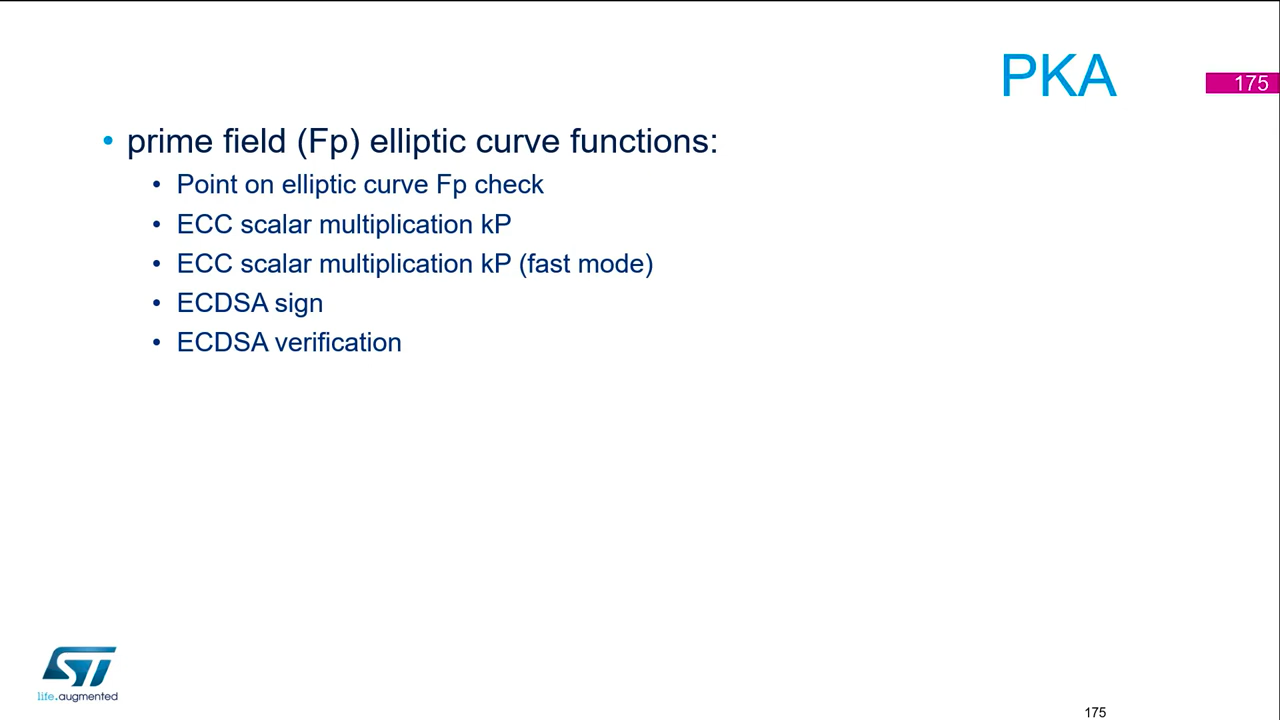 PKA
175
• prime field (Fp) elliptic curve functions:
• Point on elliptic curve Fp check
• ECC scalar multiplication kP
• ECC scalar multiplication kP (fast mode)
• ECDSA sign
• ECDSA verification
ST
life.augmented
175